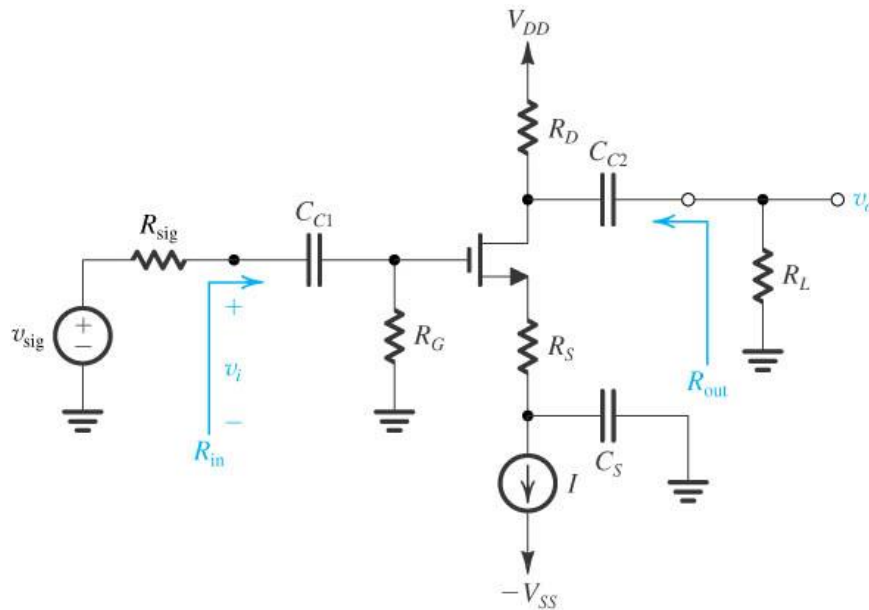 V_DD
R_D
C_C2
C_C1
R_sig
v_sig
+
−
+
v_i
−
R_in
R_G
R_S
C_S
I
−V_SS
R_out
R_L